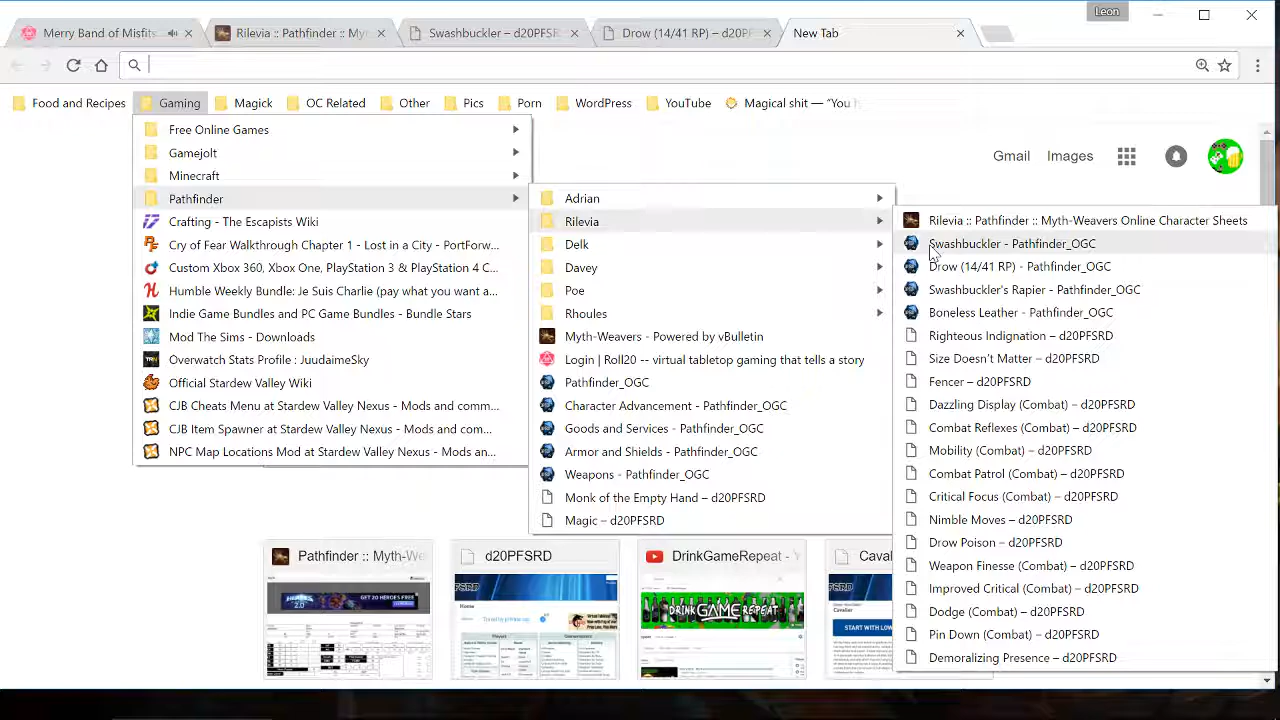 Leon
Merry Band of Misfits
Rilevia :: Pathfinder :: My
Swashbuckler – d20PFSR
Drow (14/41 RP) – d20PF
New Tab
Food and Recipes
Gaming
Magick
OC Related
Other
Pics
Porn
WordPress
YouTube
Magical shit — “You h
Gmail
Images
Free Online Games
Gamejolt
Minecraft
Pathfinder
Crafting - The Escapists Wiki
Cry of Fear Walkthrough Chapter 1 - Lost in a City - PortForw...
Custom Xbox 360, Xbox One, PlayStation 3 & PlayStation 4 C...
Humble Weekly Bundle: Je Suis Charlie (pay what you want a...
Indie Game Bundles and PC Game Bundles - Bundle Stars
Mod The Sims - Downloads
Overwatch Stats Profile : JuudaimeSky
Official Stardew Valley Wiki
CJB Cheats Menu at Stardew Valley Nexus - Mods and comm...
CJB Item Spawner at Stardew Valley Nexus - Mods and com...
NPC Map Locations Mod at Stardew Valley Nexus - Mods an...
Adrian
Rilevia
Delk
Davey
Poe
Rhoules
Myth-Weavers - Powered by vBulletin
Login | Roll20 -- virtual tabletop gaming that tells a story
Pathfinder_OGC
Character Advancement - Pathfinder_OGC
Goods and Services - Pathfinder_OGC
Armor and Shields - Pathfinder_OGC
Weapons - Pathfinder_OGC
Monk of the Empty Hand – d20PFSRD
Magic – d20PFSRD
Rilevia :: Pathfinder :: Myth-Weavers Online Character Sheets
Swashbuckler - Pathfinder_OGC
Drow (14/41 RP) - Pathfinder_OGC
Swashbuckler's Rapier - Pathfinder_OGC
Boneless Leather - Pathfinder_OGC
Righteous Indignation – d20PFSRD
Size Doesn't Matter – d20PFSRD
Fencer – d20PFSRD
Dazzling Display (Combat) – d20PFSRD
Combat Reflexes (Combat) – d20PFSRD
Mobility (Combat) – d20PFSRD
Combat Patrol (Combat) – d20PFSRD
Critical Focus (Combat) – d20PFSRD
Nimble Moves – d20PFSRD
Drow Poison – d20PFSRD
Weapon Finesse (Combat) – d20PFSRD
Improved Critical (Combat) – d20PFSRD
Dodge (Combat) – d20PFSRD
Pin Down (Combat) – d20PFSRD
Pathfinder :: Myth-We
d20PFSRD
DrinkGameRepeat - Y
Caval
DRINK GAME REPEAT
START WITH LOW